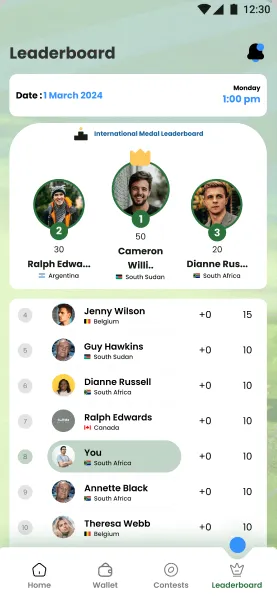 12:30
Leaderboard
Date : 1 March 2024
Monday
1:00 pm
International Medal Leaderboard
1
2
3
30
50
20
Ralph Edwa...
Cameron
Willi..
Dianne Rus...
Argentina
South Sudan
South Africa
4 Jenny Wilson +0 15
Belgium
5 Guy Hawkins +0 10
South Sudan
6 Dianne Russell +0 10
South Africa
7 Ralph Edwards +0 10
Canada
8 You +0 10
South Africa
9 Annette Black +0 10
South Africa
10 Theresa Webb +0 10
Belgium
Home Wallet Contests Leaderboard